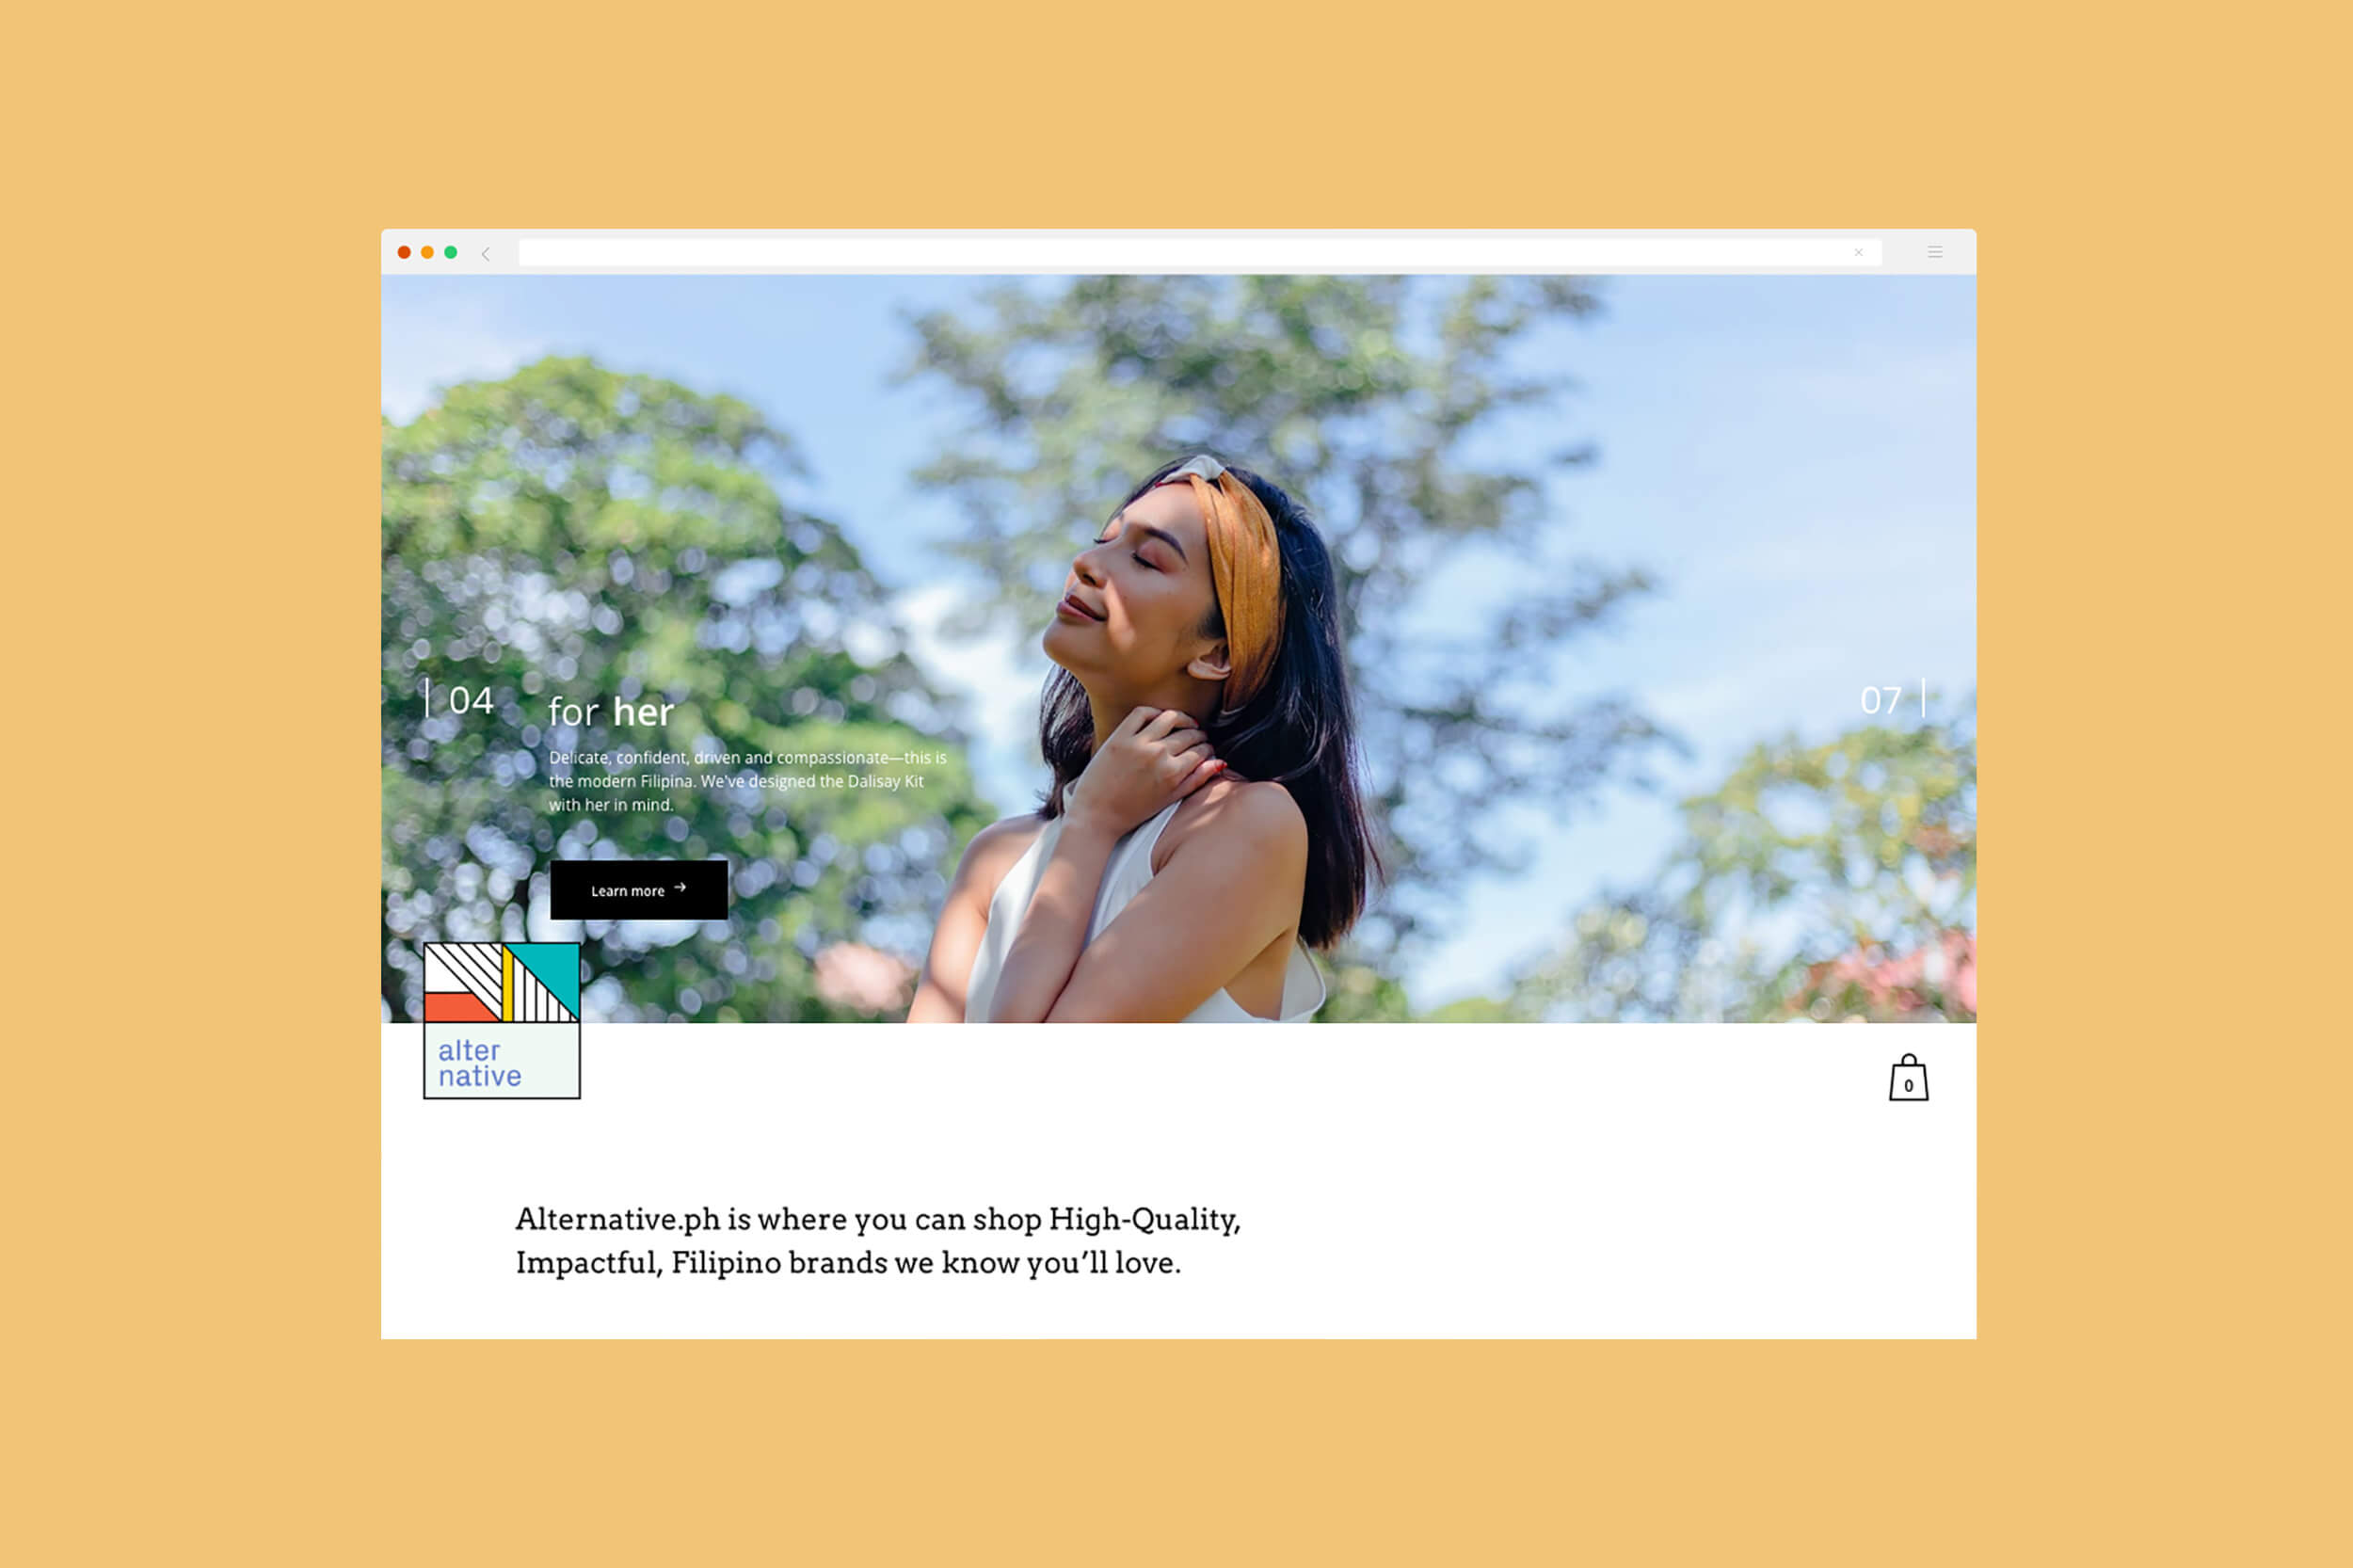 04
for her
07
Delicate, confident, driven and compassionate—this is
the modern Filipina. We've designed the Dalisay Kit
with her in mind.
Learn more →
alter
native
0
Alternative.ph is where you can shop High-Quality,
Impactful, Filipino brands we know you’ll love.